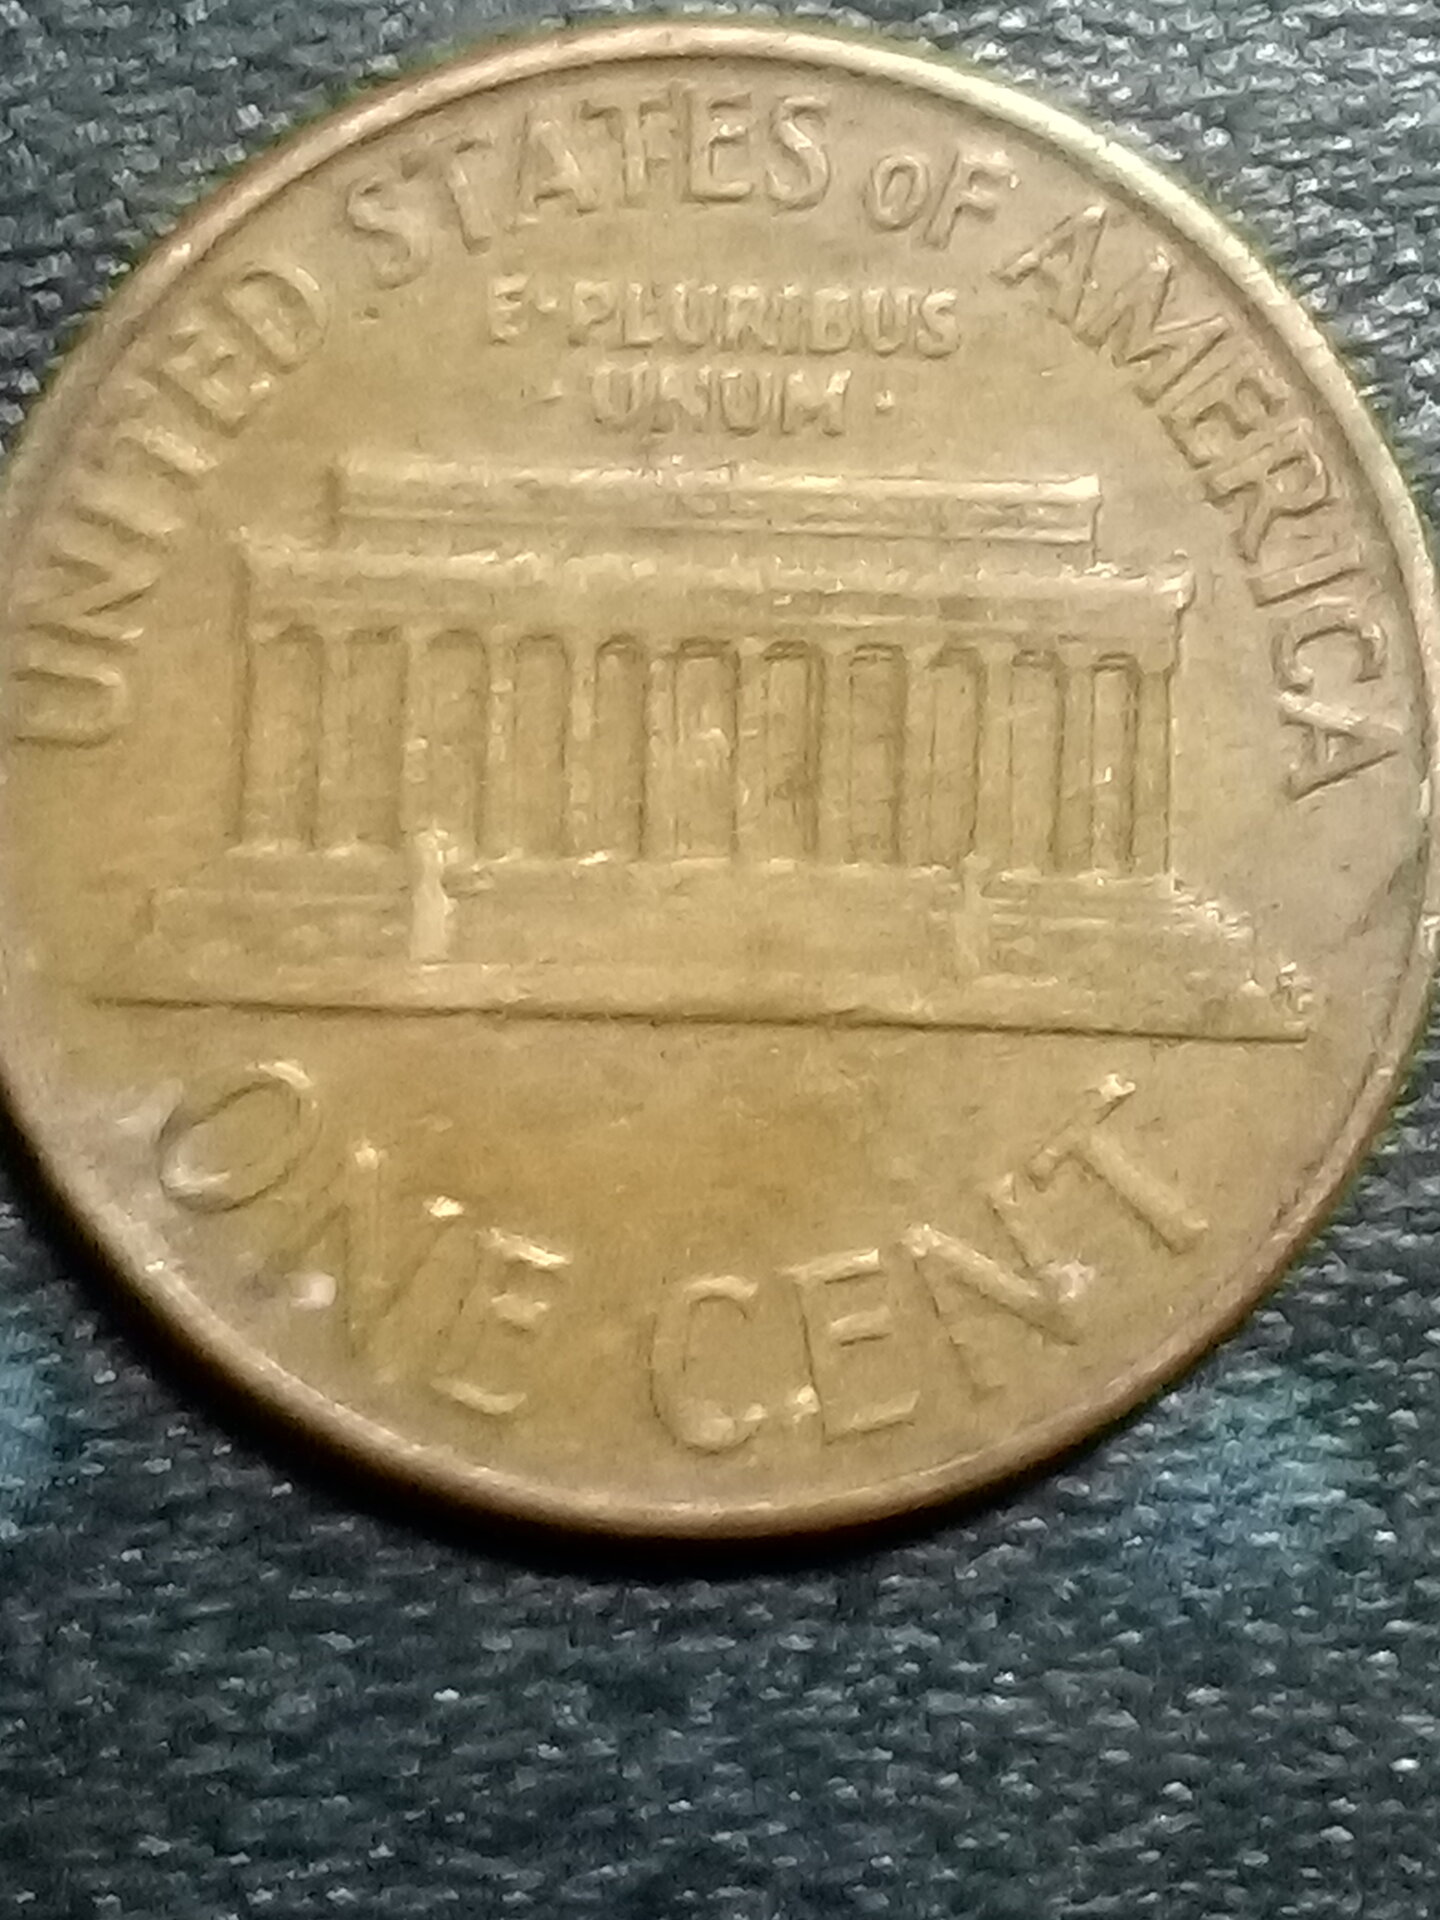 UNITED STATES OF AMERICA
E·PLURIBUS
·UNUM·
ONE CENT